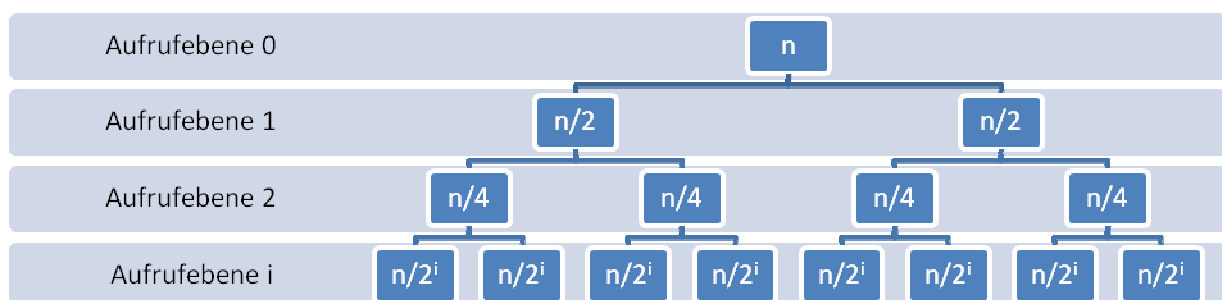 Aufrufebene 0 n
Aufrufebene 1 n/2 n/2
Aufrufebene 2 n/4 n/4 n/4 n/4
Aufrufebene i n/2ⁱ n/2ⁱ n/2ⁱ n/2ⁱ n/2ⁱ n/2ⁱ n/2ⁱ n/2ⁱ